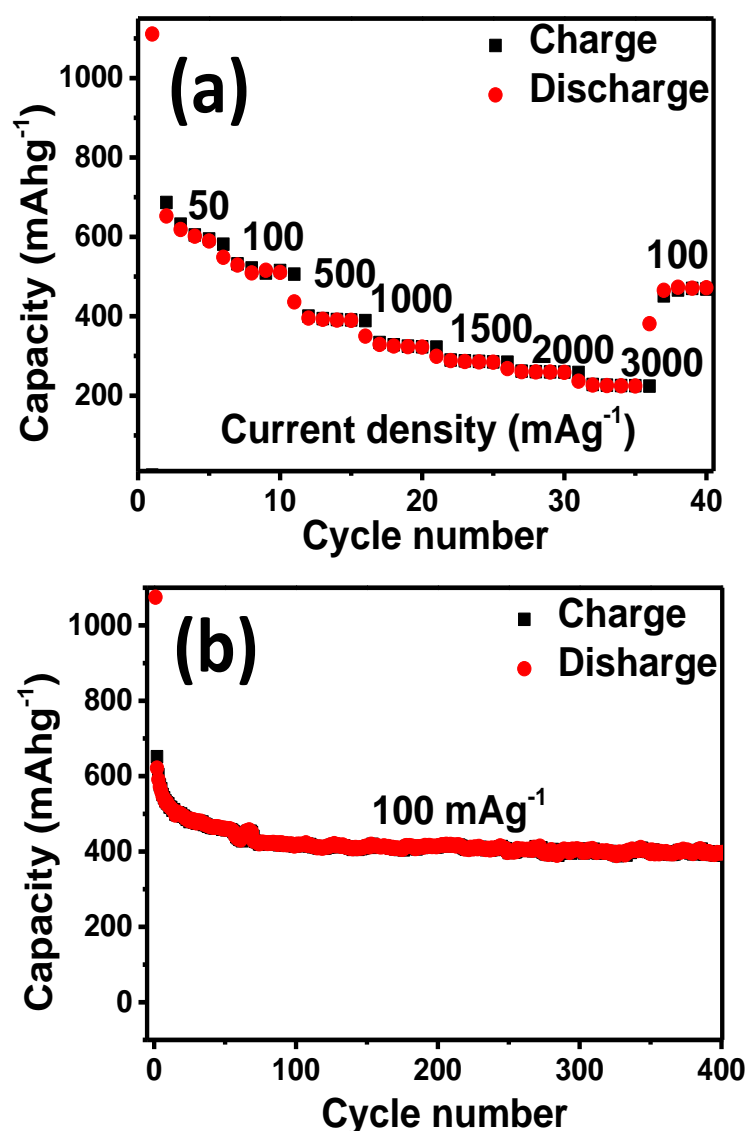 (a)
Charge
Discharge
1000
800
600
400
200
Capacity (mAhg⁻¹)
50
100
500
1000
1500
2000
3000
100
Current density (mAg⁻¹)
0
10
20
30
40
Cycle number
(b)
Charge
Disharge
1000
800
600
400
200
0
Capacity (mAhg⁻¹)
100 mAg⁻¹
0
100
200
300
400
Cycle number